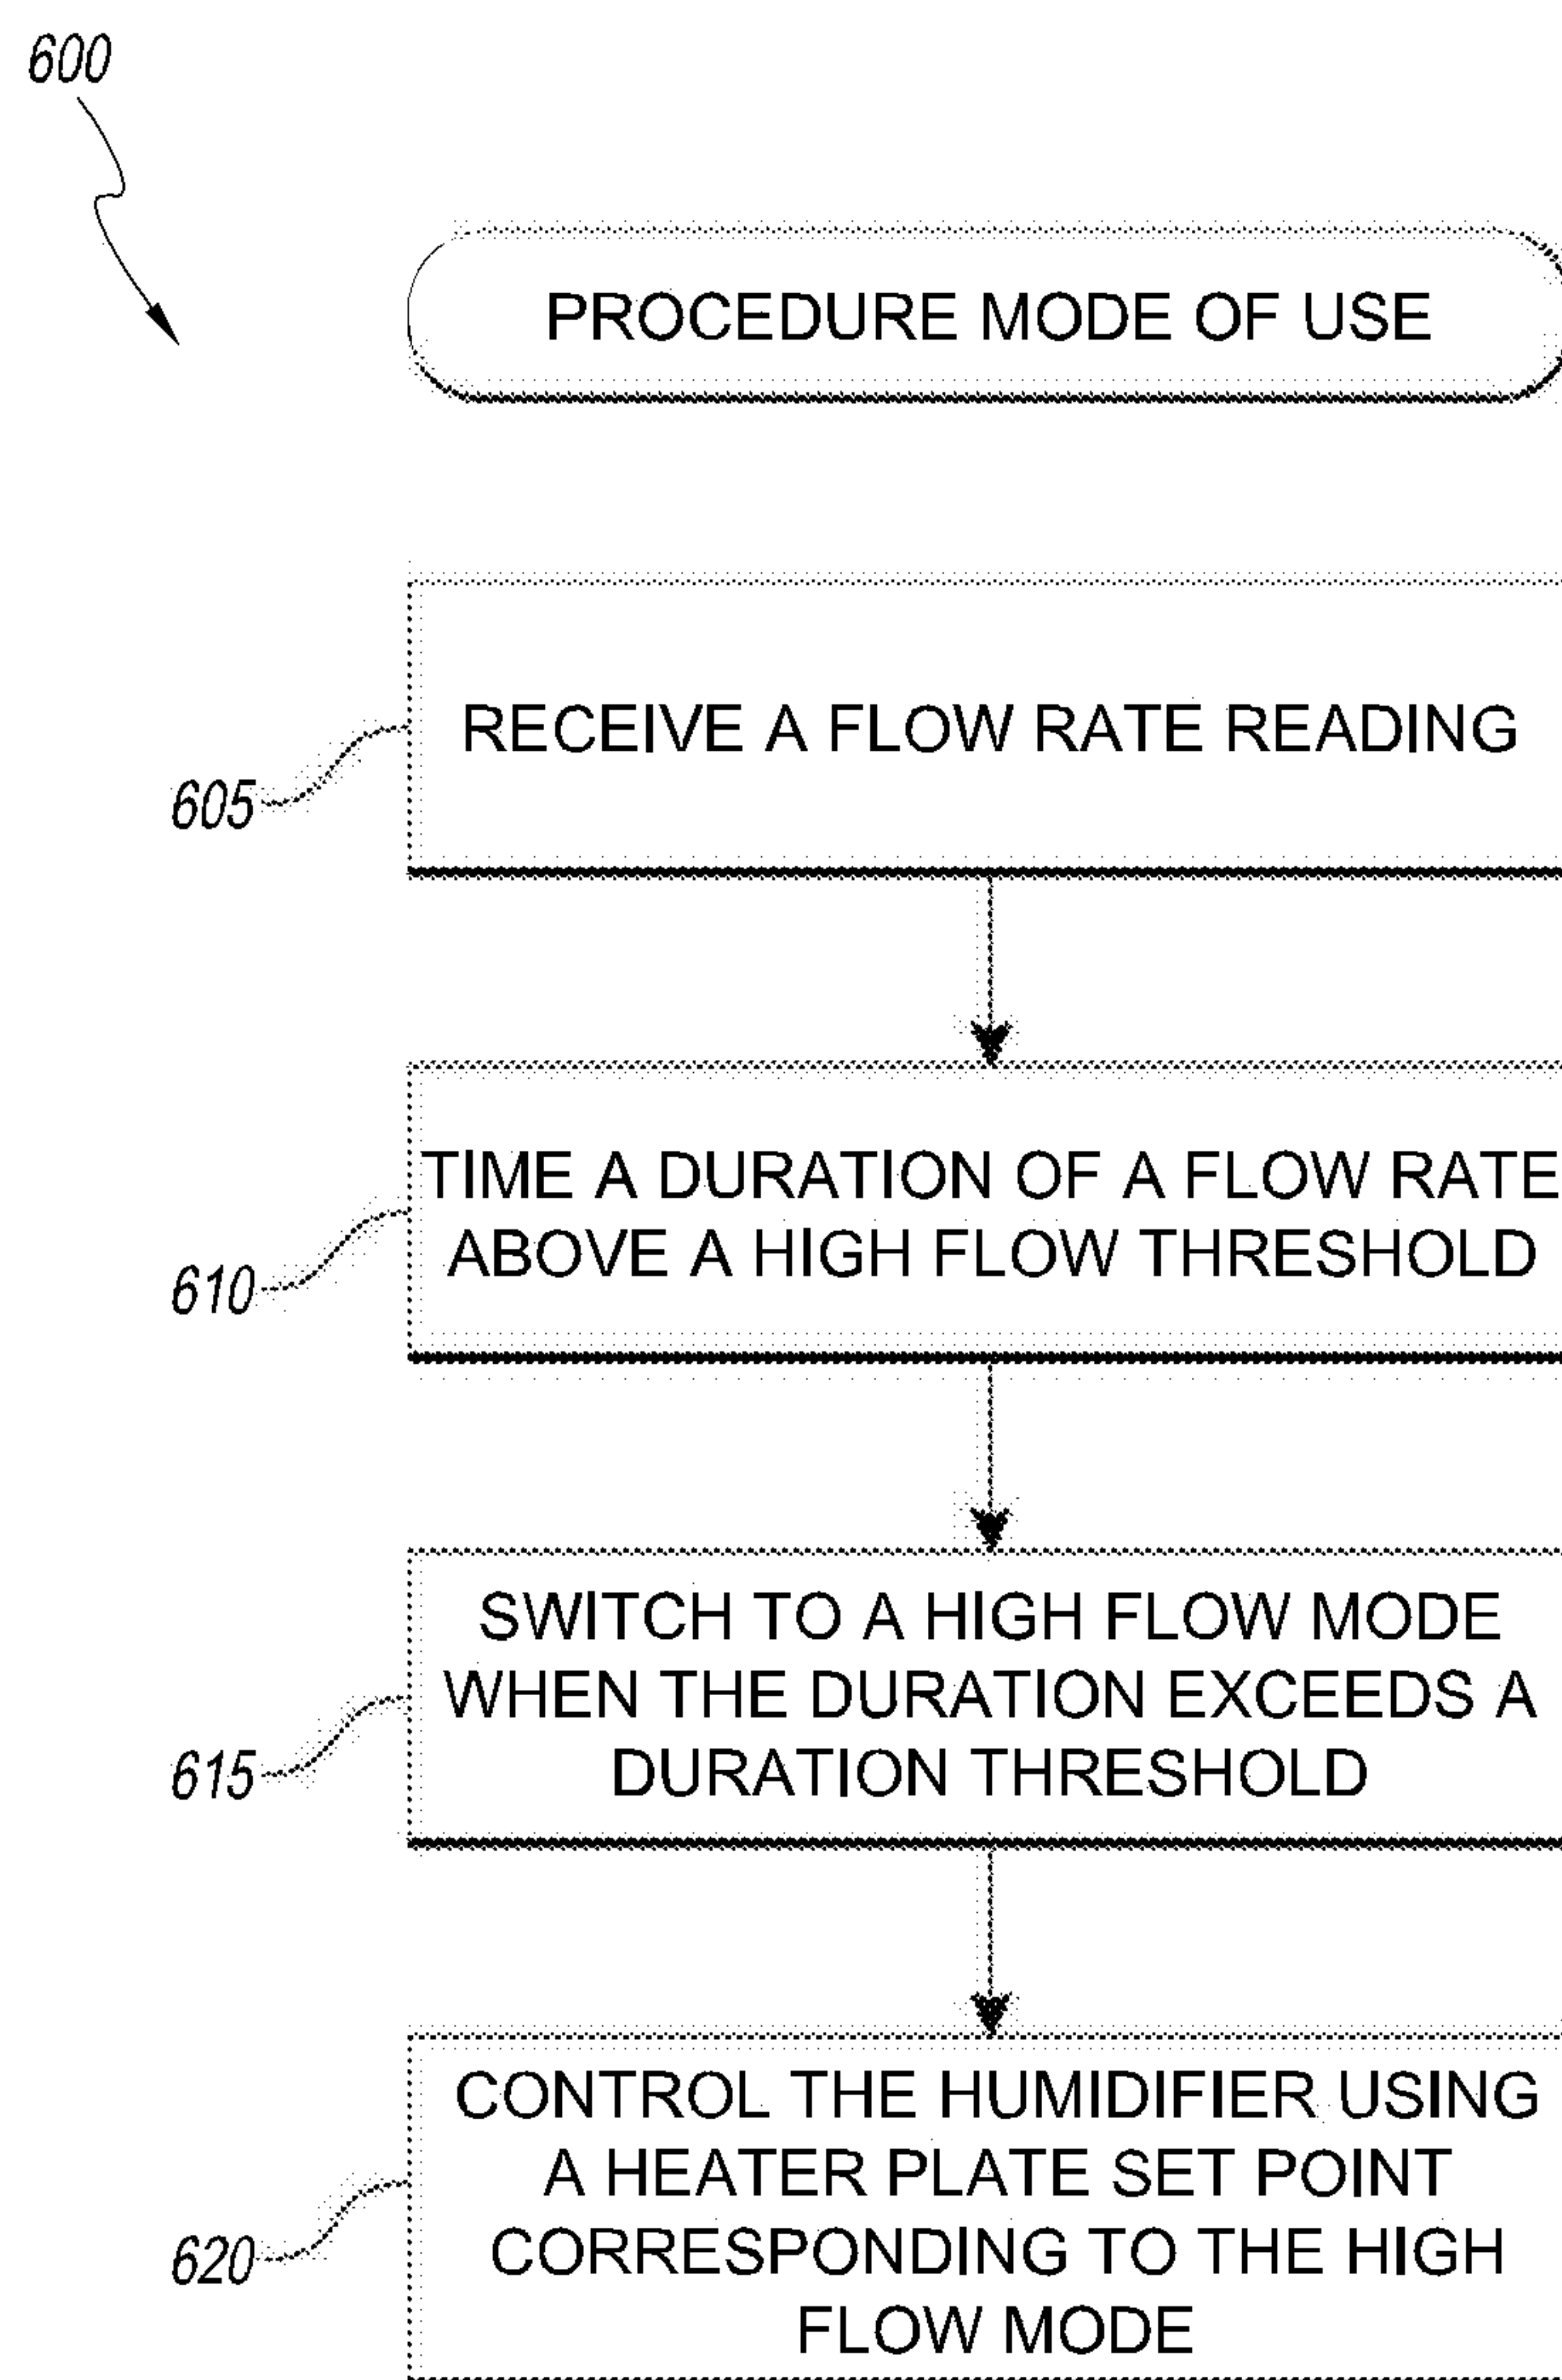 600
PROCEDURE MODE OF USE
RECEIVE A FLOW RATE READING
605
TIME A DURATION OF A FLOW RATE
ABOVE A HIGH FLOW THRESHOLD
610
SWITCH TO A HIGH FLOW MODE
WHEN THE DURATION EXCEEDS A
DURATION THRESHOLD
615
CONTROL THE HUMIDIFIER USING
A HEATER PLATE SET POINT
CORRESPONDING TO THE HIGH
FLOW MODE
620